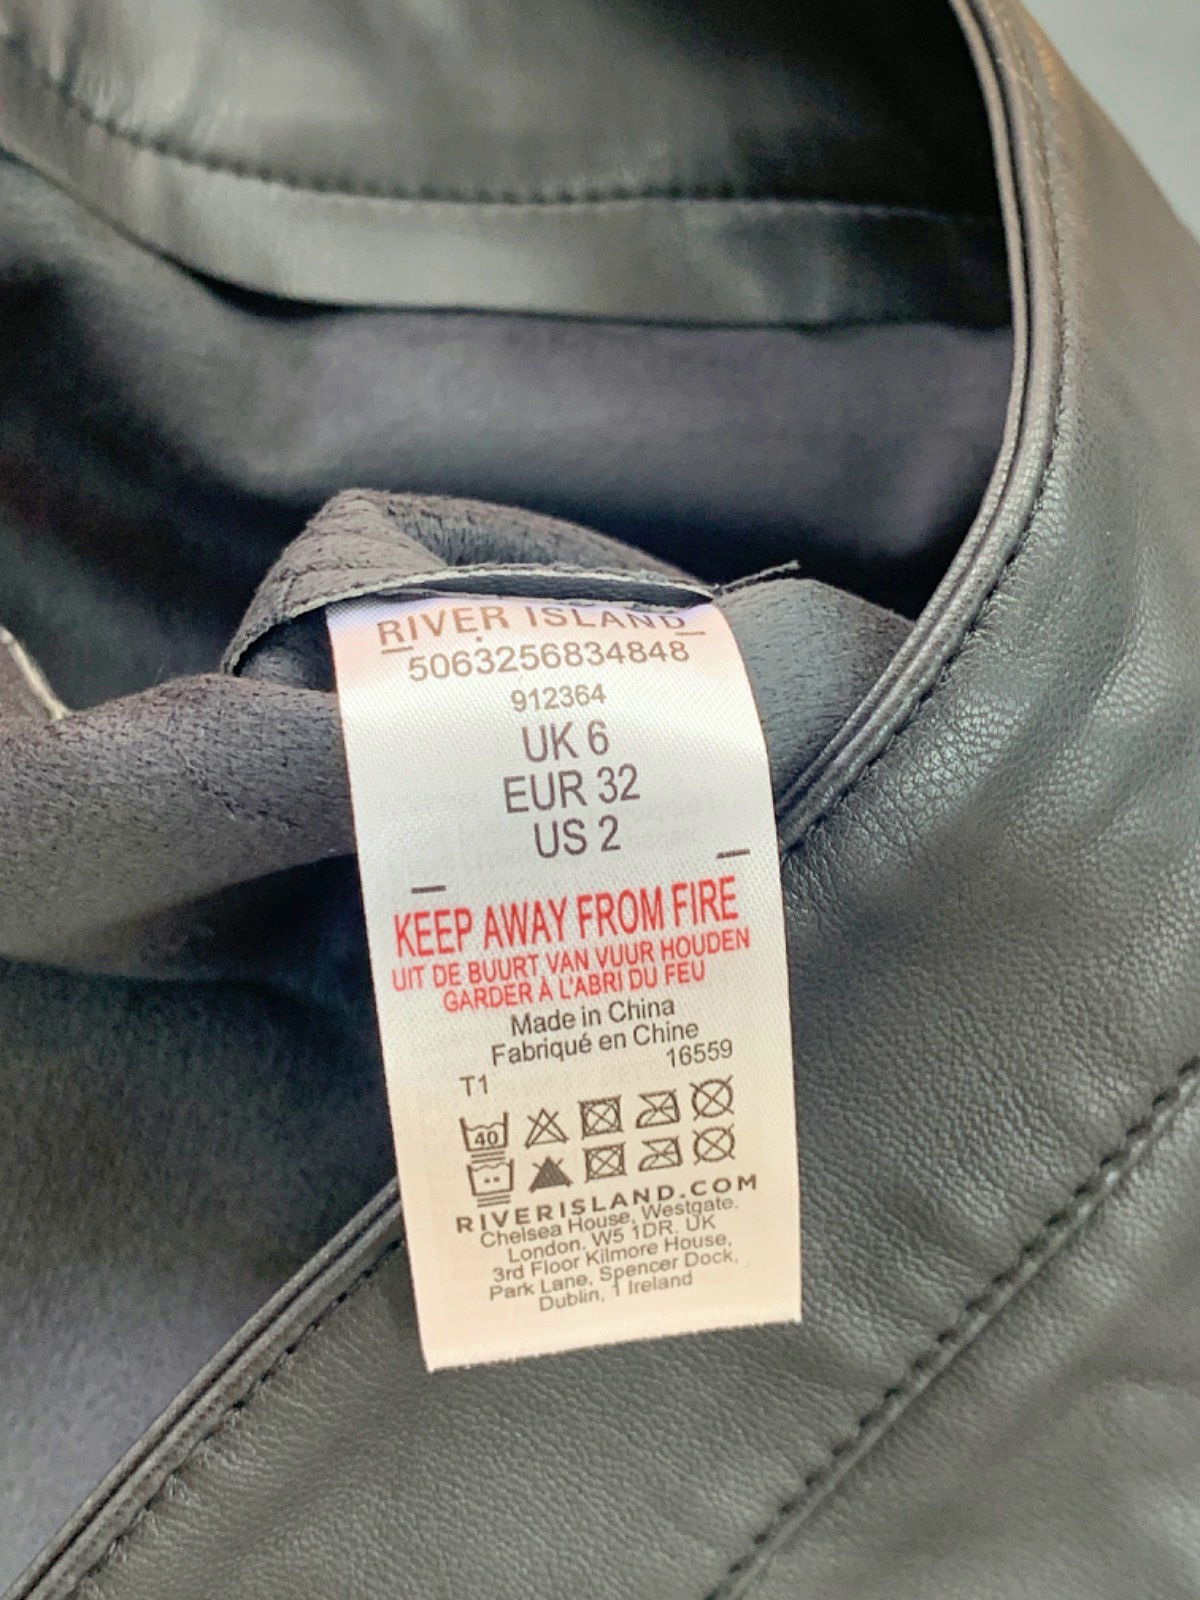 RIVER ISLAND
5063256834848
912364
UK 6
EUR 32
US 2
KEEP AWAY FROM FIRE
UIT DE BUURT VAN VUUR HOUDEN
GARDER À L'ABRI DU FEU
Made in China
Fabriqué en Chine
T1 16559
40
RIVERISLAND.COM
Chelsea House, Westgate.
London. W5 1DR. UK
3rd Floor Kilmore House,
Park Lane, Spencer Dock,
Dublin, 1 Ireland